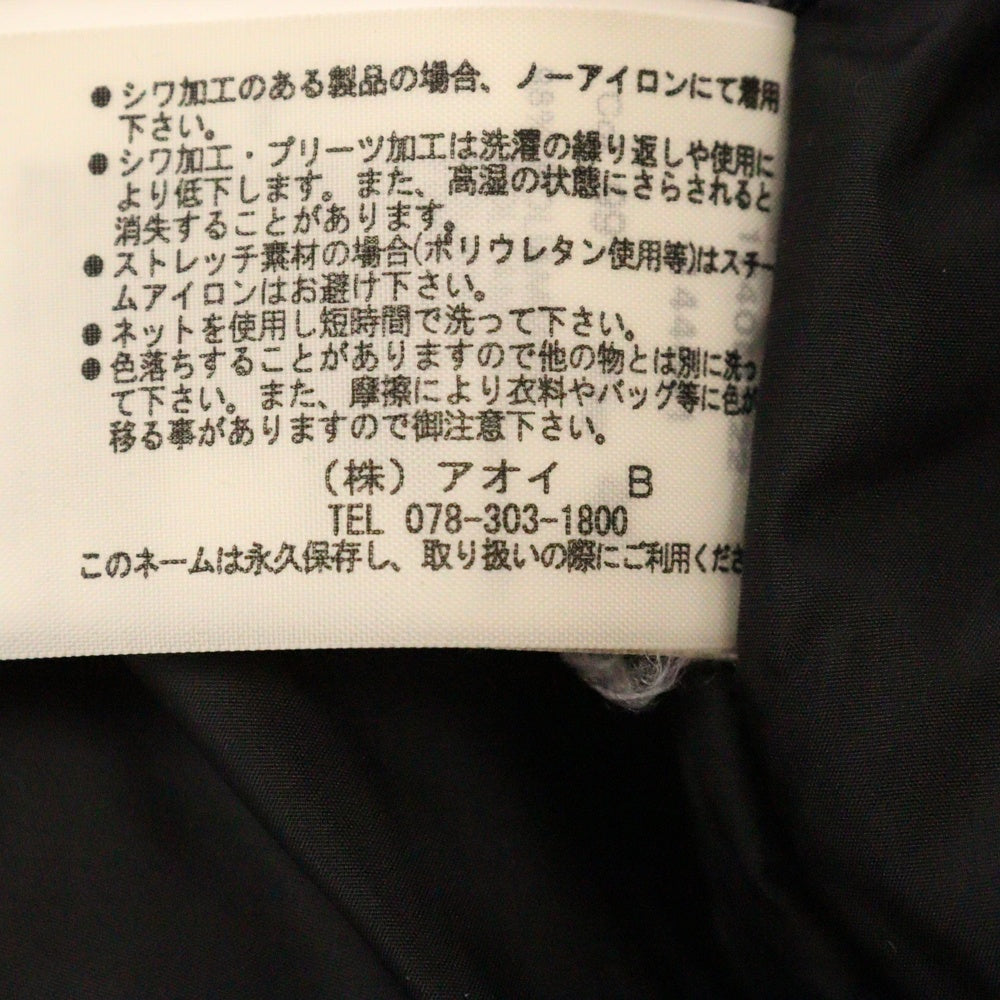 ●シワ加工のある製品の場合、ノーアイロンにて着用
下さい。
●シワ加工・プリーツ加工は洗濯の繰り返しや使用に
より低下します。また、高湿の状態にさらされると
消失することがあります。
●ストレッチ素材の場合(ポリウレタン使用等)はスチー
ムアイロンはお避け下さい。
●ネットを使用し短時間で洗って下さい。
●色落ちすることがありますので他の物とは別に洗っ
て下さい。また、摩擦により衣料やバッグ等に色が
移る事がありますので御注意下さい。
(株) アオイ B
TEL 078-303-1800
このネームは永久保存し、取り扱いの際にご利用くださ